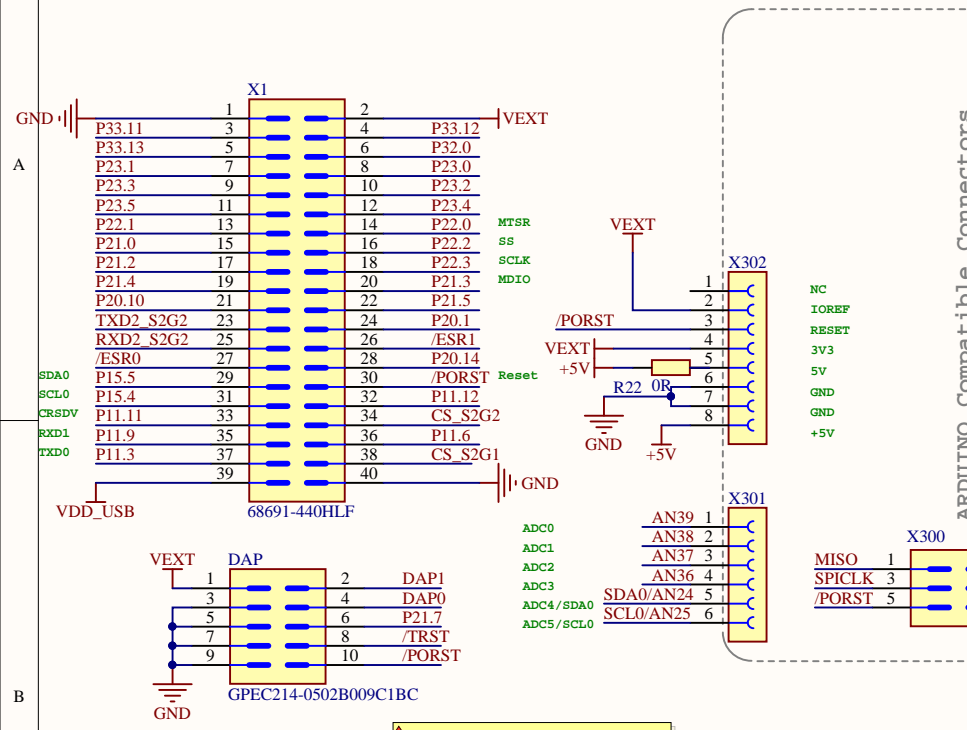 X1
GND 1 2 VEXT
P33.11 3 4 P33.12
P33.13 5 6 P32.0
A
P23.1 7 8 P23.0
P23.3 9 10 P23.2
P23.5 11 12 P23.4
P22.1 13 14 P22.0 MTSR
P21.0 15 16 P22.2 SS
P21.2 17 18 P22.3 SCLK
P21.4 19 20 P21.3 MDIO
P20.10 21 22 P21.5
TXD2_S2G2 23 24 P20.1
RXD2_S2G2 25 26 /ESR1
/ESR0 27 28 P20.14
SDA0 P15.5 29 30 /PORST Reset
SCL0 P15.4 31 32 P11.12
CRSDV P11.11 33 34 CS_S2G2
RXD1 P11.9 35 36 P11.6
TXD0 P11.3 37 38 CS_S2G1
39 40 GND
VDD_USB
68691-440HLF
VEXT
X302
1 NC
2 IOREF
/PORST 3 RESET
VEXT 4 3V3
+5V 5 5V
R22 0R
6 GND
7 GND
8 +5V
GND
+5V
ARDUINO Compatible Connectors
X301
ADC0 AN39 1
ADC1 AN38 2
ADC2 AN37 3
ADC3 AN36 4
ADC4/SDA0 SDA0/AN24 5
ADC5/SCL0 SCL0/AN25 6
X300
MISO 1
SPICLK 3
/PORST 5
VEXT
DAP
1 2 DAP1
3 4 DAP0
5 6 P21.7
7 8 /TRST
9 10 /PORST
GND
GPEC214-0502B009C1BC
B